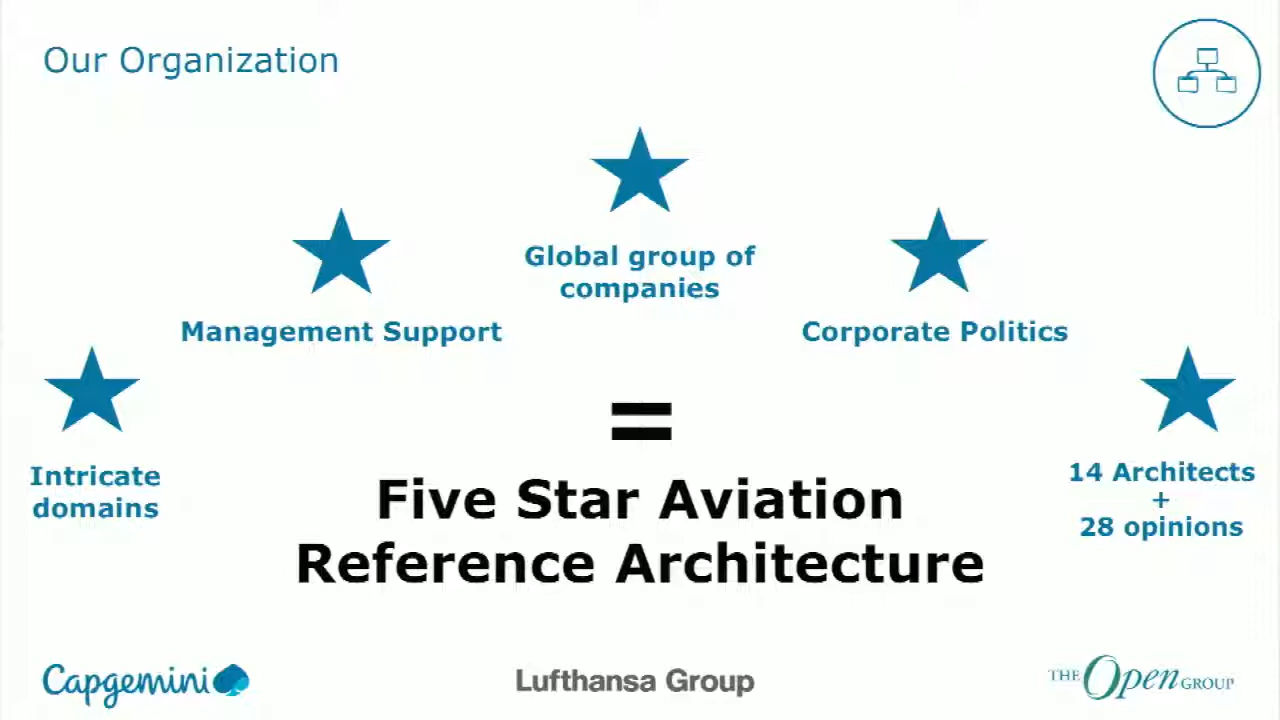 Our Organization
Global group of
companies
Management Support
Corporate Politics
Intricate
domains
14 Architects
+
28 opinions
=
Five Star Aviation
Reference Architecture
Capgemini
Lufthansa Group
THE Open GROUP